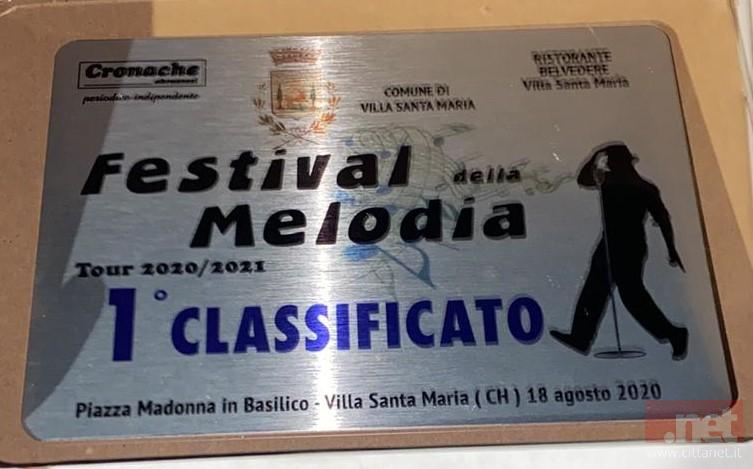 Cronache
abruzzesi
periodico indipendente
COMUNE DI
VILLA SANTA MARIA
RISTORANTE
BELVEDERE
Villa Santa Maria
Festival della
Melodia
Tour 2020/2021
1° CLASSIFICATO
Piazza Madonna in Basilico - Villa Santa Maria ( CH ) 18 agosto 2020
.net
www.cittanet.it